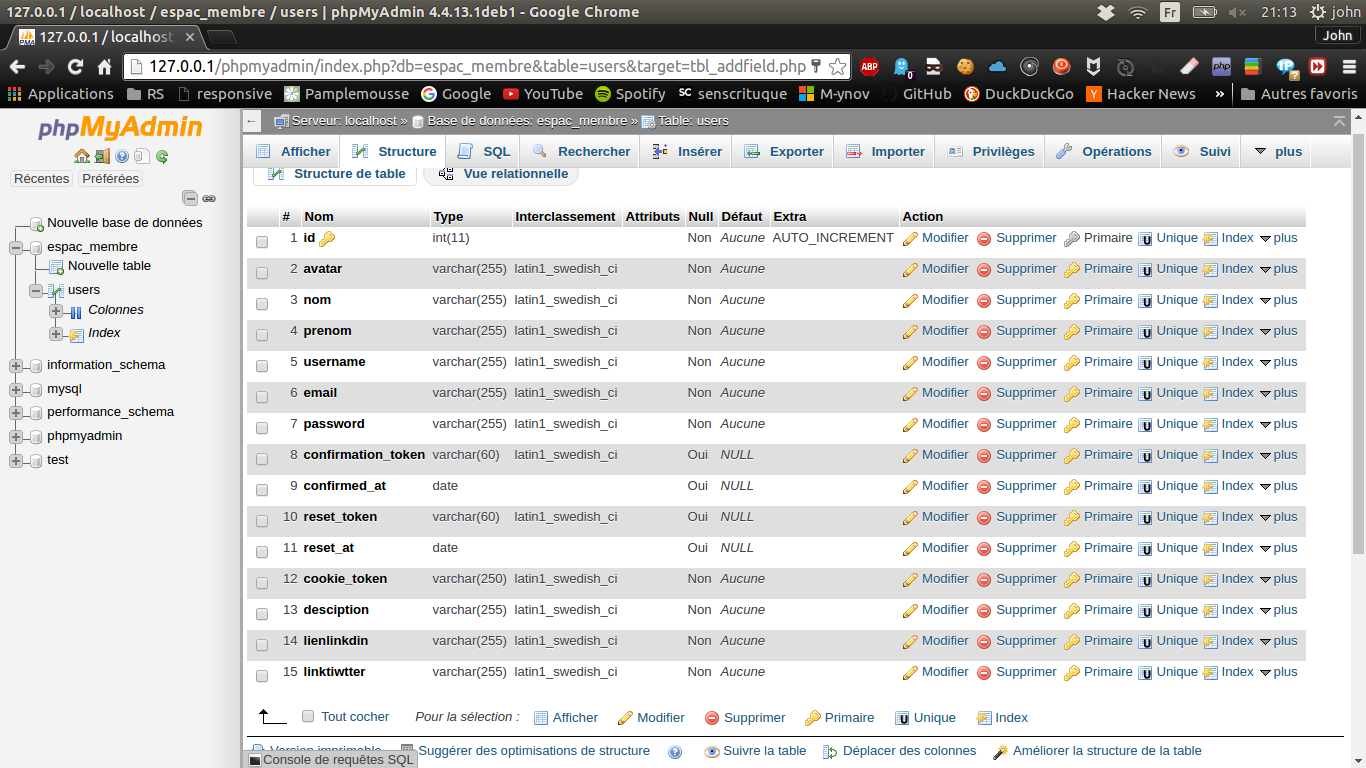 127.0.0.1 / localhost / espac_membre / users | phpMyAdmin 4.4.13.1deb1 - Google Chrome Fr 21:13 john
127.0.0.1 / localhost John
127.0.0.1/phpmyadmin/index.php?db=espac_membre&table=users&target=tbl_addfield.php ABP 0 php ?
Applications RS responsive Pamplemousse Google YouTube Spotify SC senscrituque M-ynov GitHub DuckDuckGo Y Hacker News » Autres favoris
phpMyAdmin
Récentes Préférées
Nouvelle base de données
espac_membre
Nouvelle table
users
Colonnes
Index
information_schema
mysql
performance_schema
phpmyadmin
test
Serveur: localhost » Base de données: espac_membre » Table: users
Afficher Structure SQL Rechercher Insérer Exporter Importer Privilèges Opérations Suivi plus
Structure de table Vue relationnelle
# Nom Type Interclassement Attributs Null Défaut Extra Action
1 id int(11) Non Aucune AUTO_INCREMENT Modifier Supprimer Primaire Unique Index plus
2 avatar varchar(255) latin1_swedish_ci Non Aucune Modifier Supprimer Primaire Unique Index plus
3 nom varchar(255) latin1_swedish_ci Non Aucune Modifier Supprimer Primaire Unique Index plus
4 prenom varchar(255) latin1_swedish_ci Non Aucune Modifier Supprimer Primaire Unique Index plus
5 username varchar(255) latin1_swedish_ci Non Aucune Modifier Supprimer Primaire Unique Index plus
6 email varchar(255) latin1_swedish_ci Non Aucune Modifier Supprimer Primaire Unique Index plus
7 password varchar(255) latin1_swedish_ci Non Aucune Modifier Supprimer Primaire Unique Index plus
8 confirmation_token varchar(60) latin1_swedish_ci Oui NULL Modifier Supprimer Primaire Unique Index plus
9 confirmed_at date Oui NULL Modifier Supprimer Primaire Unique Index plus
10 reset_token varchar(60) latin1_swedish_ci Oui NULL Modifier Supprimer Primaire Unique Index plus
11 reset_at date Oui NULL Modifier Supprimer Primaire Unique Index plus
12 cookie_token varchar(250) latin1_swedish_ci Non Aucune Modifier Supprimer Primaire Unique Index plus
13 desciption varchar(255) latin1_swedish_ci Non Aucune Modifier Supprimer Primaire Unique Index plus
14 lienlinkdin varchar(255) latin1_swedish_ci Non Aucune Modifier Supprimer Primaire Unique Index plus
15 linktiwtter varchar(255) latin1_swedish_ci Non Aucune Modifier Supprimer Primaire Unique Index plus
Tout cocher Pour la sélection : Afficher Modifier Supprimer Primaire Unique Index
Version imprimable Suggérer des optimisations de structure Suivre la table Déplacer des colonnes Améliorer la structure de la table
Console de requêtes SQL